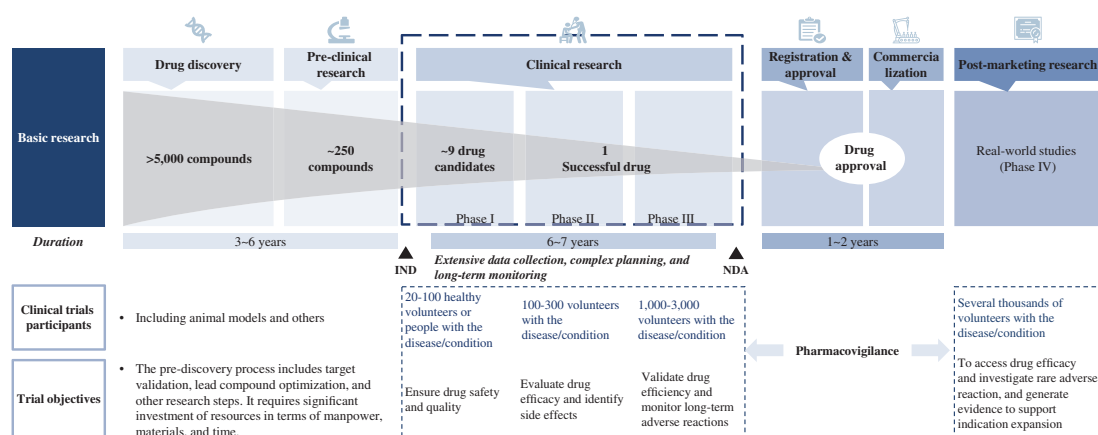 Drug discovery
Pre-clinical
research
Clinical research
Registration &
approval
Commercia
lization
Post-marketing research
Basic research
>5,000 compounds
~250
compounds
~9 drug
candidates
1
Successful drug
Drug
approval
Real-world studies
(Phase IV)
Phase I
Phase II
Phase III
Duration
3~6 years
6~7 years
1~2 years
IND
Extensive data collection, complex planning, and
long-term monitoring
NDA
Clinical trials
participants
• Including animal models and others
20-100 healthy
volunteers or
people with the
disease/condition
100-300 volunteers
with the
disease/condition
1,000-3,000
volunteers with the
disease/condition
Pharmacovigilance
Several thousands of
volunteers with the
disease/condition
Trial objectives
• The pre-discovery process includes target
validation, lead compound optimization, and
other research steps. It requires significant
investment of resources in terms of manpower,
materials, and time.
Ensure drug safety
and quality
Evaluate drug
efficacy and identify
side effects
Validate drug
efficiency and
monitor long-term
adverse reactions
To access drug efficacy
and investigate rare adverse
reaction, and generate
evidence to support
indication expansion